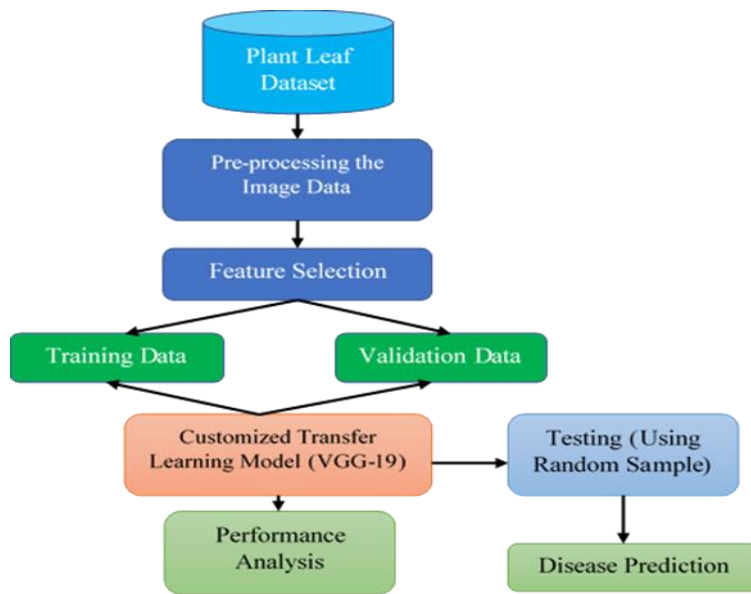 Plant Leaf
Dataset
Pre-processing the
Image Data
Feature Selection
Training Data
Validation Data
Customized Transfer
Learning Model (VGG-19)
Testing (Using
Random Sample)
Performance
Analysis
Disease Prediction